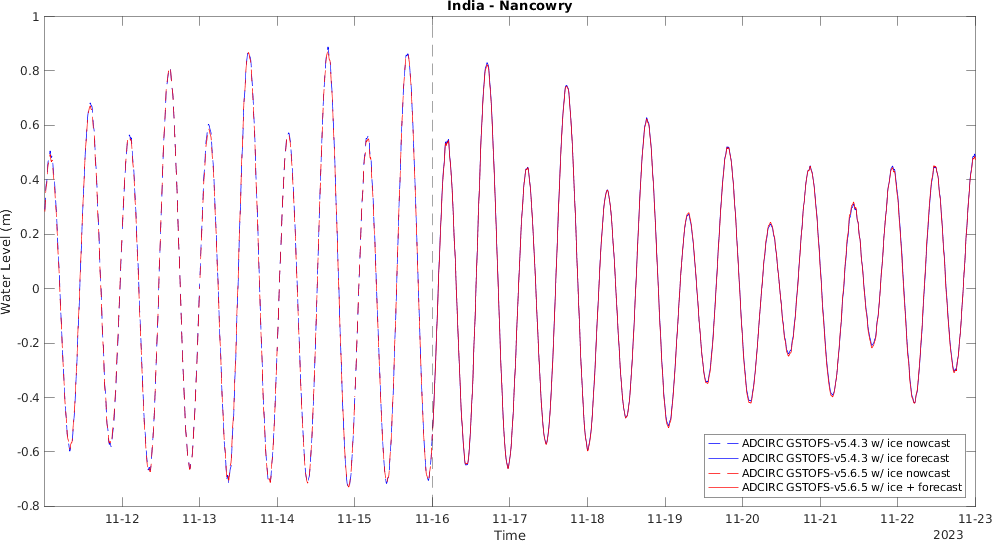 India - Nancowry
1
0.8
0.6
0.4
0.2
0
-0.2
-0.4
-0.6
-0.8
Water Level (m)
ADCIRC GSTOFS-v5.4.3 w/ ice nowcast
ADCIRC GSTOFS-v5.4.3 w/ ice forecast
ADCIRC GSTOFS-v5.6.5 w/ ice nowcast
ADCIRC GSTOFS-v5.6.5 w/ ice + forecast
11-12 11-13 11-14 11-15 11-16 11-17 11-18 11-19 11-20 11-21 11-22 11-23
Time
2023